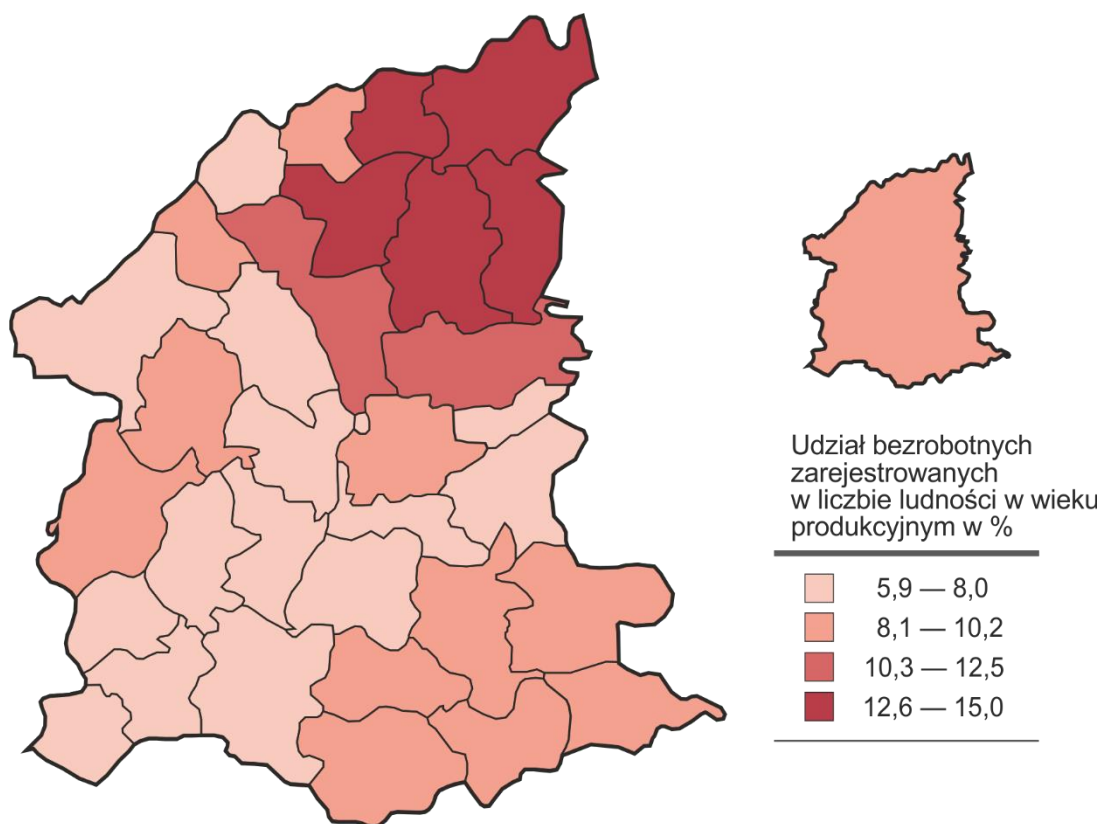 Udział bezrobotnych
zarejestrowanych
w liczbie ludności w wieku
produkcyjnym w %
5,9 — 8,0
8,1 — 10,2
10,3 — 12,5
12,6 — 15,0